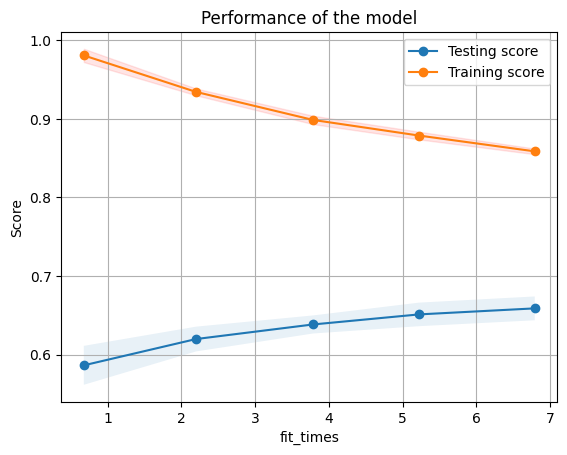 Performance of the model
Testing score
Training score
1.0
0.9
0.8
0.7
0.6
Score
1 2 3 4 5 6 7
fit_times